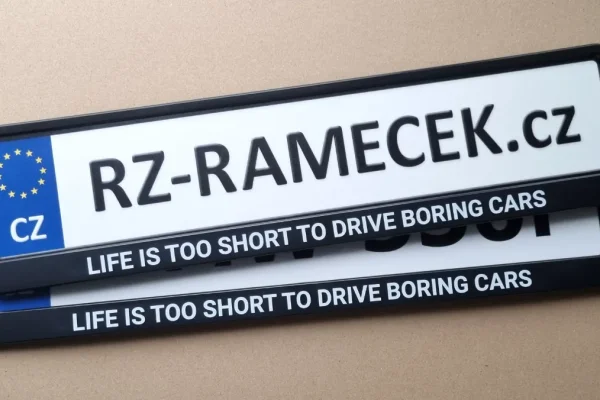 CZ
RZ-RAMECEK.cz
LIFE IS TOO SHORT TO DRIVE BORING CARS
LIFE IS TOO SHORT TO DRIVE BORING CARS